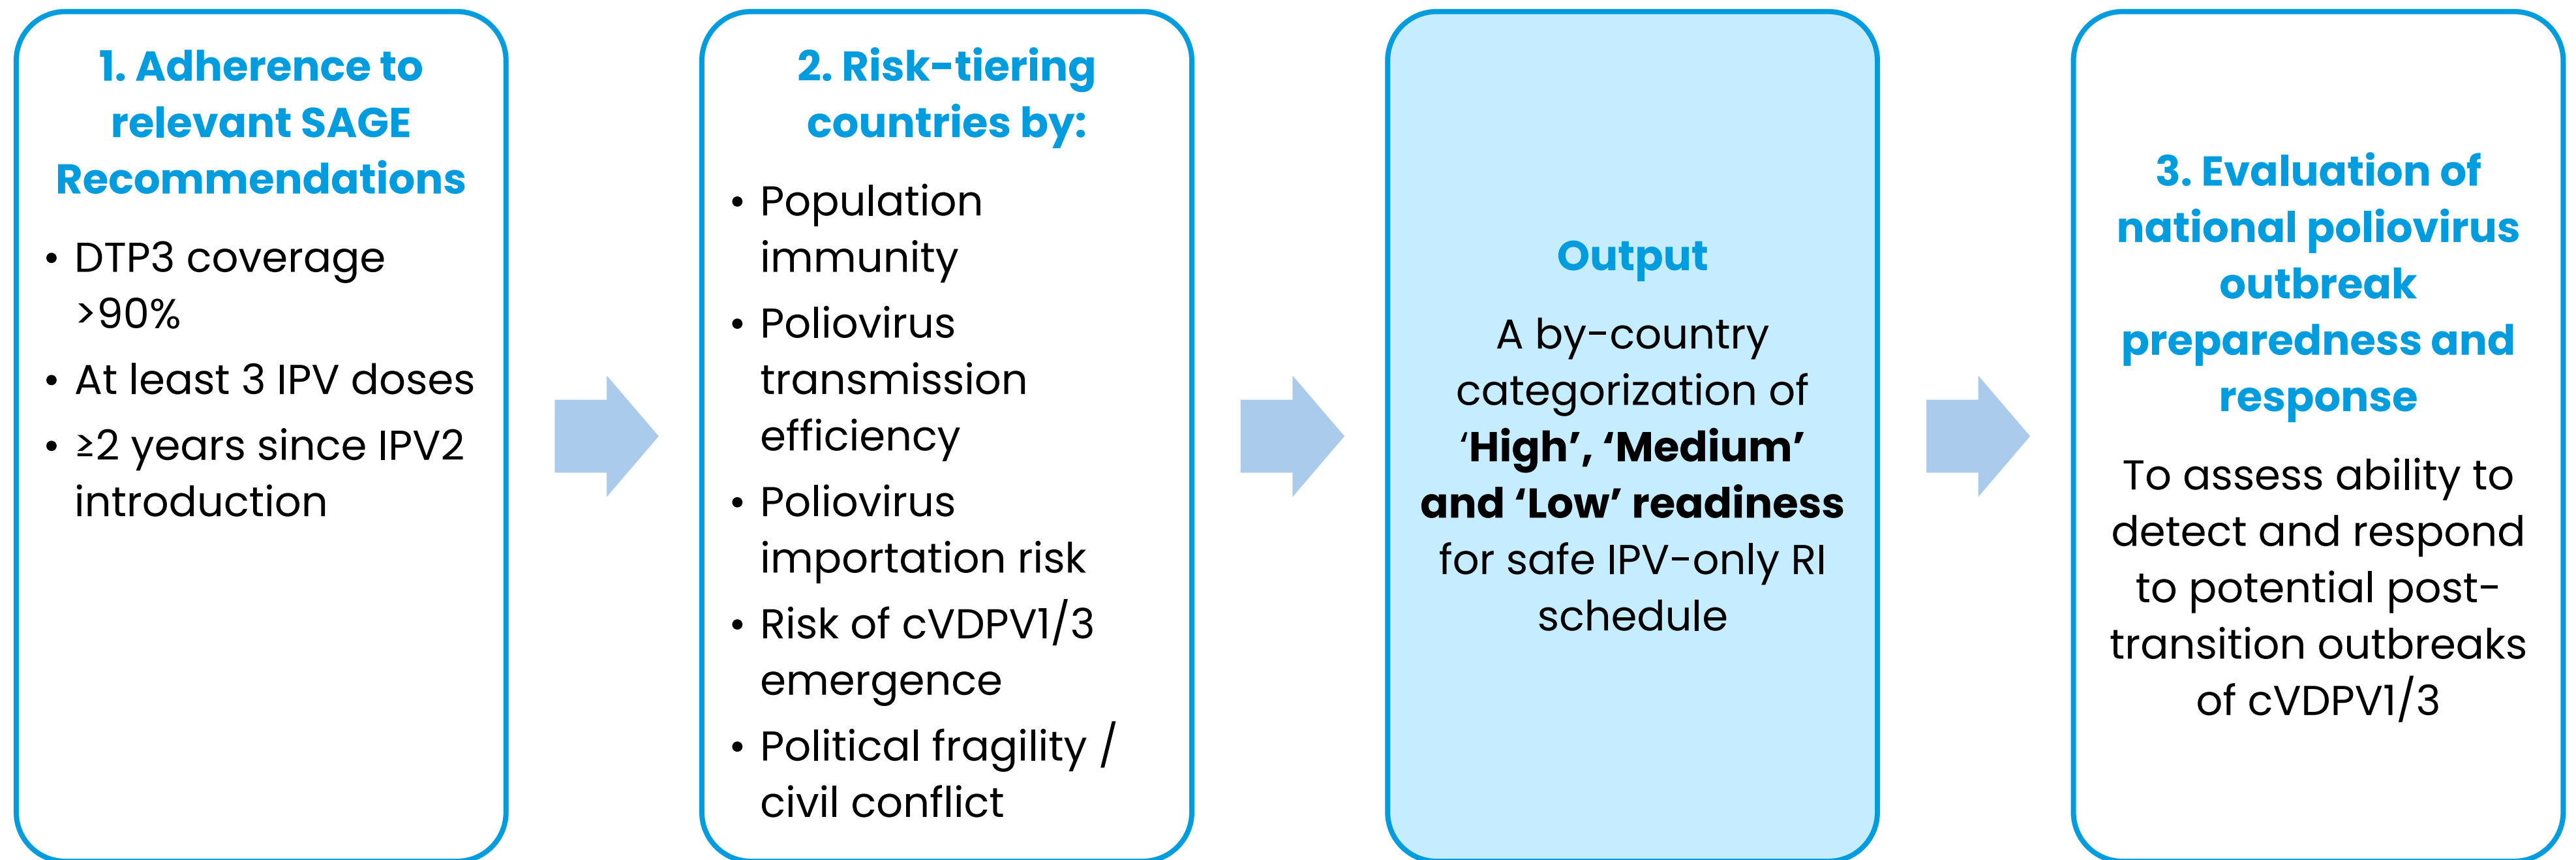 1. Adherence to
relevant SAGE
Recommendations
• DTP3 coverage
>90%
• At least 3 IPV doses
• ≥2 years since IPV2
introduction
2. Risk-tiering
countries by:
• Population
immunity
• Poliovirus
transmission
efficiency
• Poliovirus
importation risk
• Risk of cVDPV1/3
emergence
• Political fragility /
civil conflict
Output
A by-country
categorization of
‘High’, ‘Medium’
and ‘Low’ readiness
for safe IPV-only RI
schedule
3. Evaluation of
national poliovirus
outbreak
preparedness and
response
To assess ability to
detect and respond
to potential post-
transition outbreaks
of cVDPV1/3